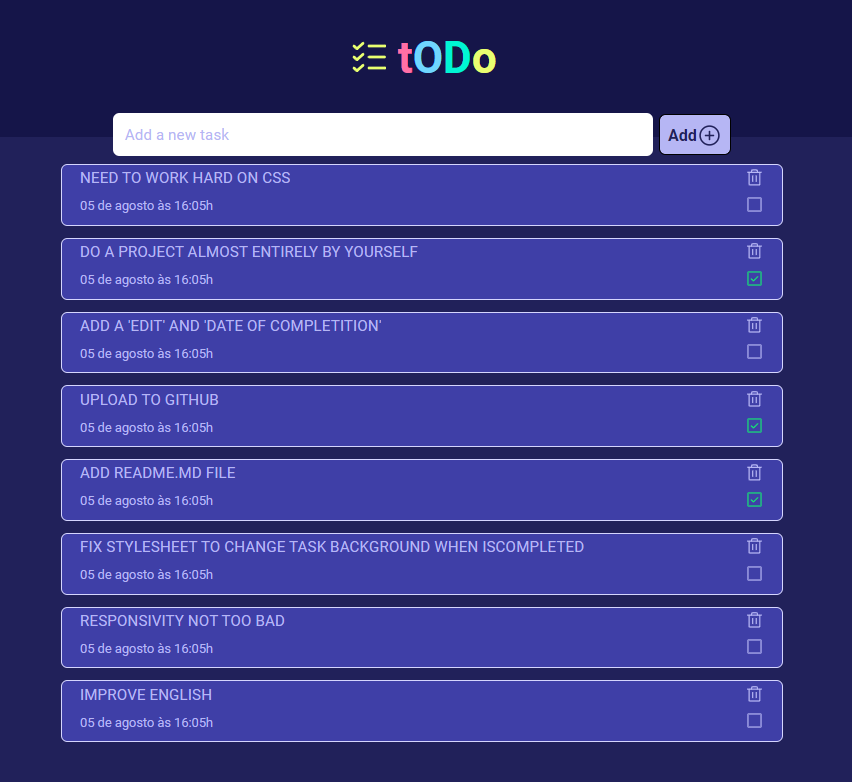 tODo
Add a new task
Add
NEED TO WORK HARD ON CSS
05 de agosto às 16:05h
DO A PROJECT ALMOST ENTIRELY BY YOURSELF
05 de agosto às 16:05h
ADD A 'EDIT' AND 'DATE OF COMPLETITION'
05 de agosto às 16:05h
UPLOAD TO GITHUB
05 de agosto às 16:05h
ADD README.MD FILE
05 de agosto às 16:05h
FIX STYLESHEET TO CHANGE TASK BACKGROUND WHEN ISCOMPLETED
05 de agosto às 16:05h
RESPONSIVITY NOT TOO BAD
05 de agosto às 16:05h
IMPROVE ENGLISH
05 de agosto às 16:05h